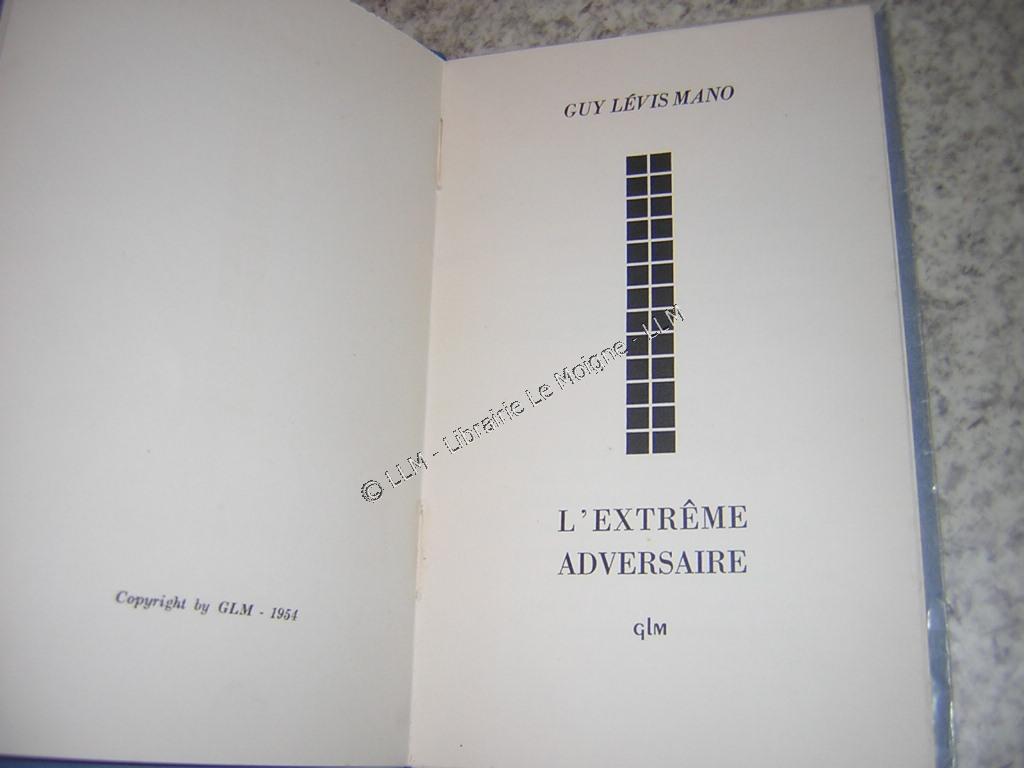 Copyright by GLM - 1954
GUY LÉVIS MANO
L'EXTRÊME
ADVERSAIRE
glm
© LLM - Librairie Le Moigne - LLM